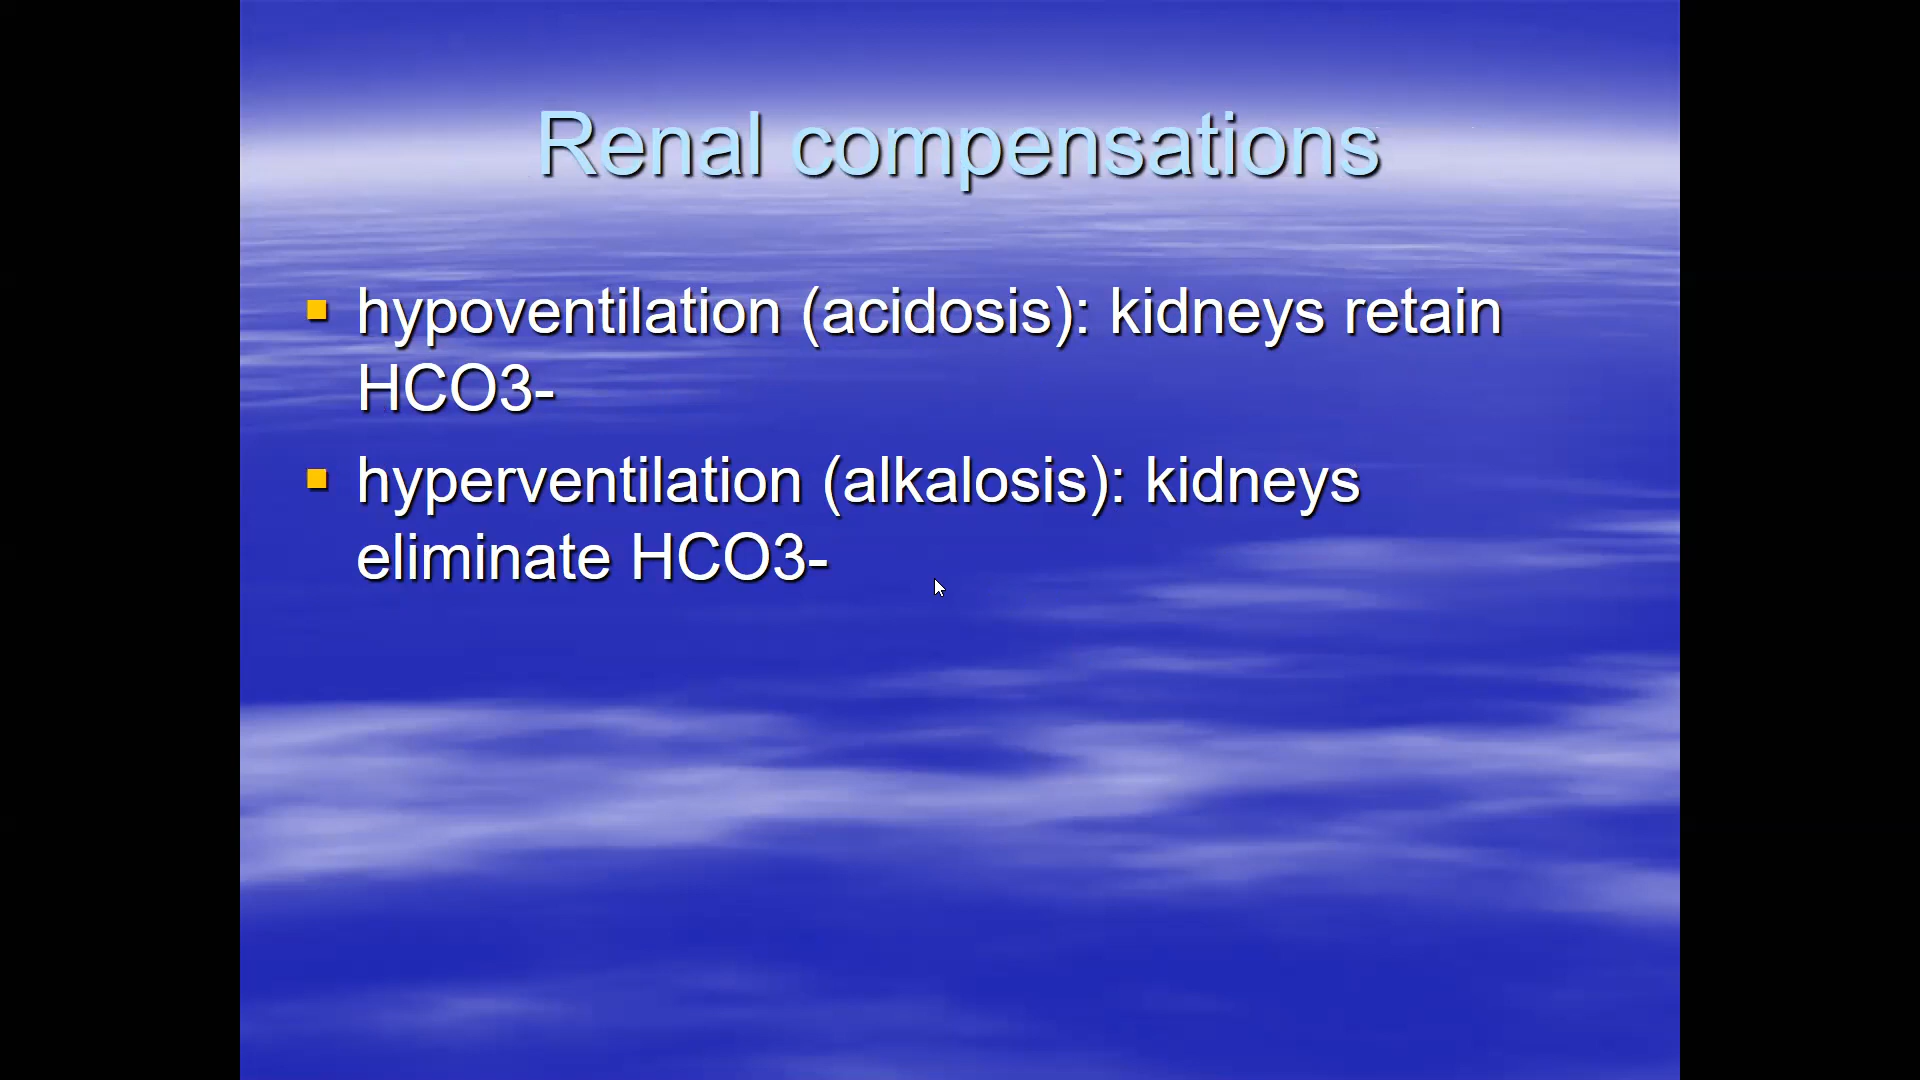 Renal compensations
hypoventilation (acidosis): kidneys retain
HCO3-
hyperventilation (alkalosis): kidneys
eliminate HCO3-